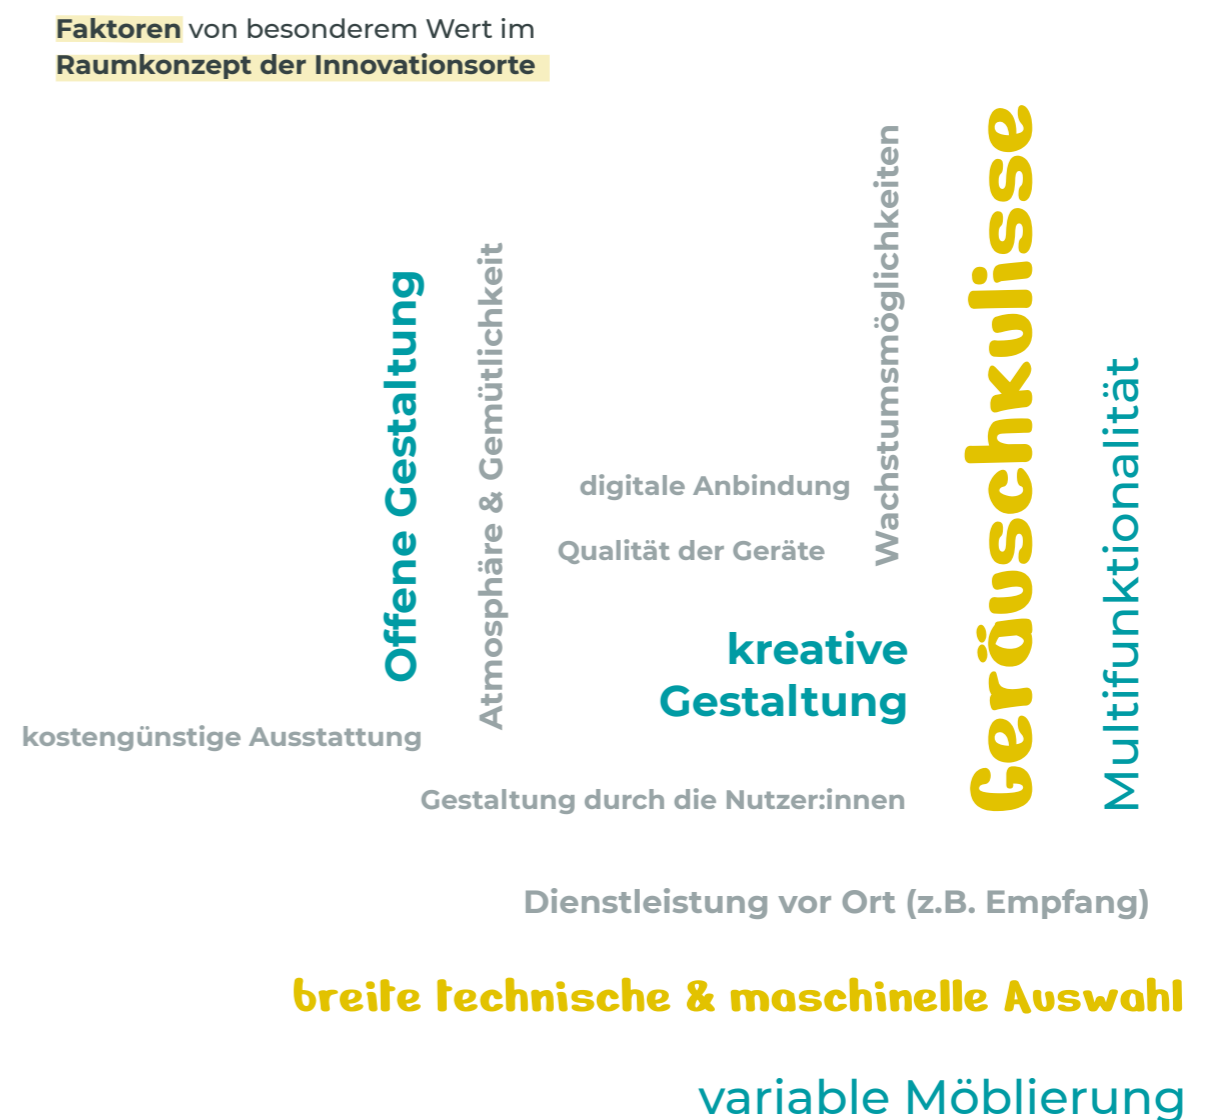 Faktoren von besonderem Wert im
Raumkonzept der Innovationsorte
Offene Gestaltung
Atmosphäre & Gemütlichkeit
Wachstumsmöglichkeiten
Geräuschkulisse
Multifunktionalität
digitale Anbindung
Qualität der Geräte
kreative
Gestaltung
kostengünstige Ausstattung
Gestaltung durch die Nutzer:innen
Dienstleistung vor Ort (z.B. Empfang)
breite technische & maschinelle Auswahl
variable Möblierung